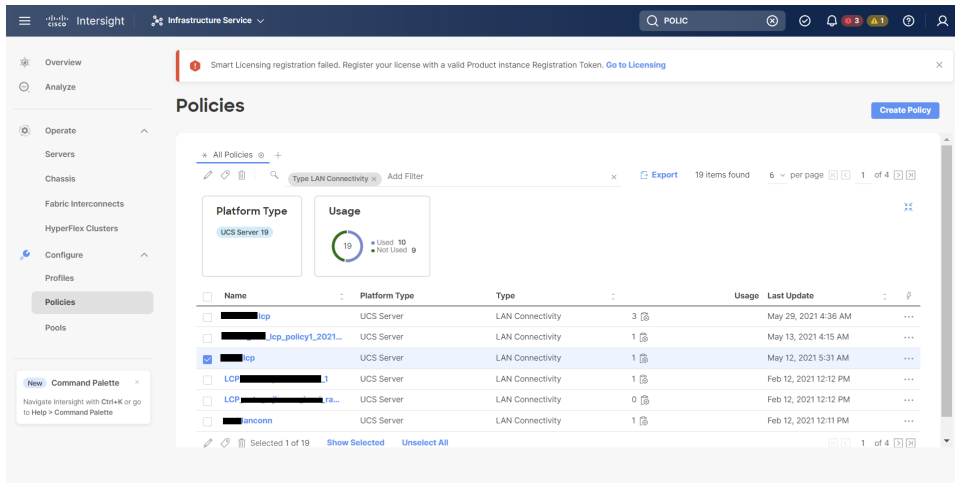 cisco Intersight Infrastructure Service POLIC 3 1
Overview
Analyze
Operate
Servers
Chassis
Fabric Interconnects
HyperFlex Clusters
Configure
Profiles
Policies
Pools
New Command Palette
Navigate Intersight with Ctrl+K or go
to Help > Command Palette
Smart Licensing registration failed. Register your license with a valid Product instance Registration Token. Go to Licensing
Policies
Create Policy
All Policies
Type LAN Connectivity Add Filter Export 19 items found 6 per page 1 of 4
Platform Type
UCS Server 19
Usage
19
Used 10
Not Used 9
Name Platform Type Type Usage Last Update
lcp UCS Server LAN Connectivity 3 May 29, 2021 4:36 AM ...
_lcp_policy1_2021... UCS Server LAN Connectivity 1 May 13, 2021 4:15 AM ...
lcp UCS Server LAN Connectivity 1 May 12, 2021 5:31 AM ...
LCP _1 UCS Server LAN Connectivity 1 Feb 12, 2021 12:12 PM ...
LCP_ _ra... UCS Server LAN Connectivity 0 Feb 12, 2021 12:12 PM ...
lanconn UCS Server LAN Connectivity 1 Feb 12, 2021 12:11 PM ...
Selected 1 of 19 Show Selected Unselect All 1 of 4